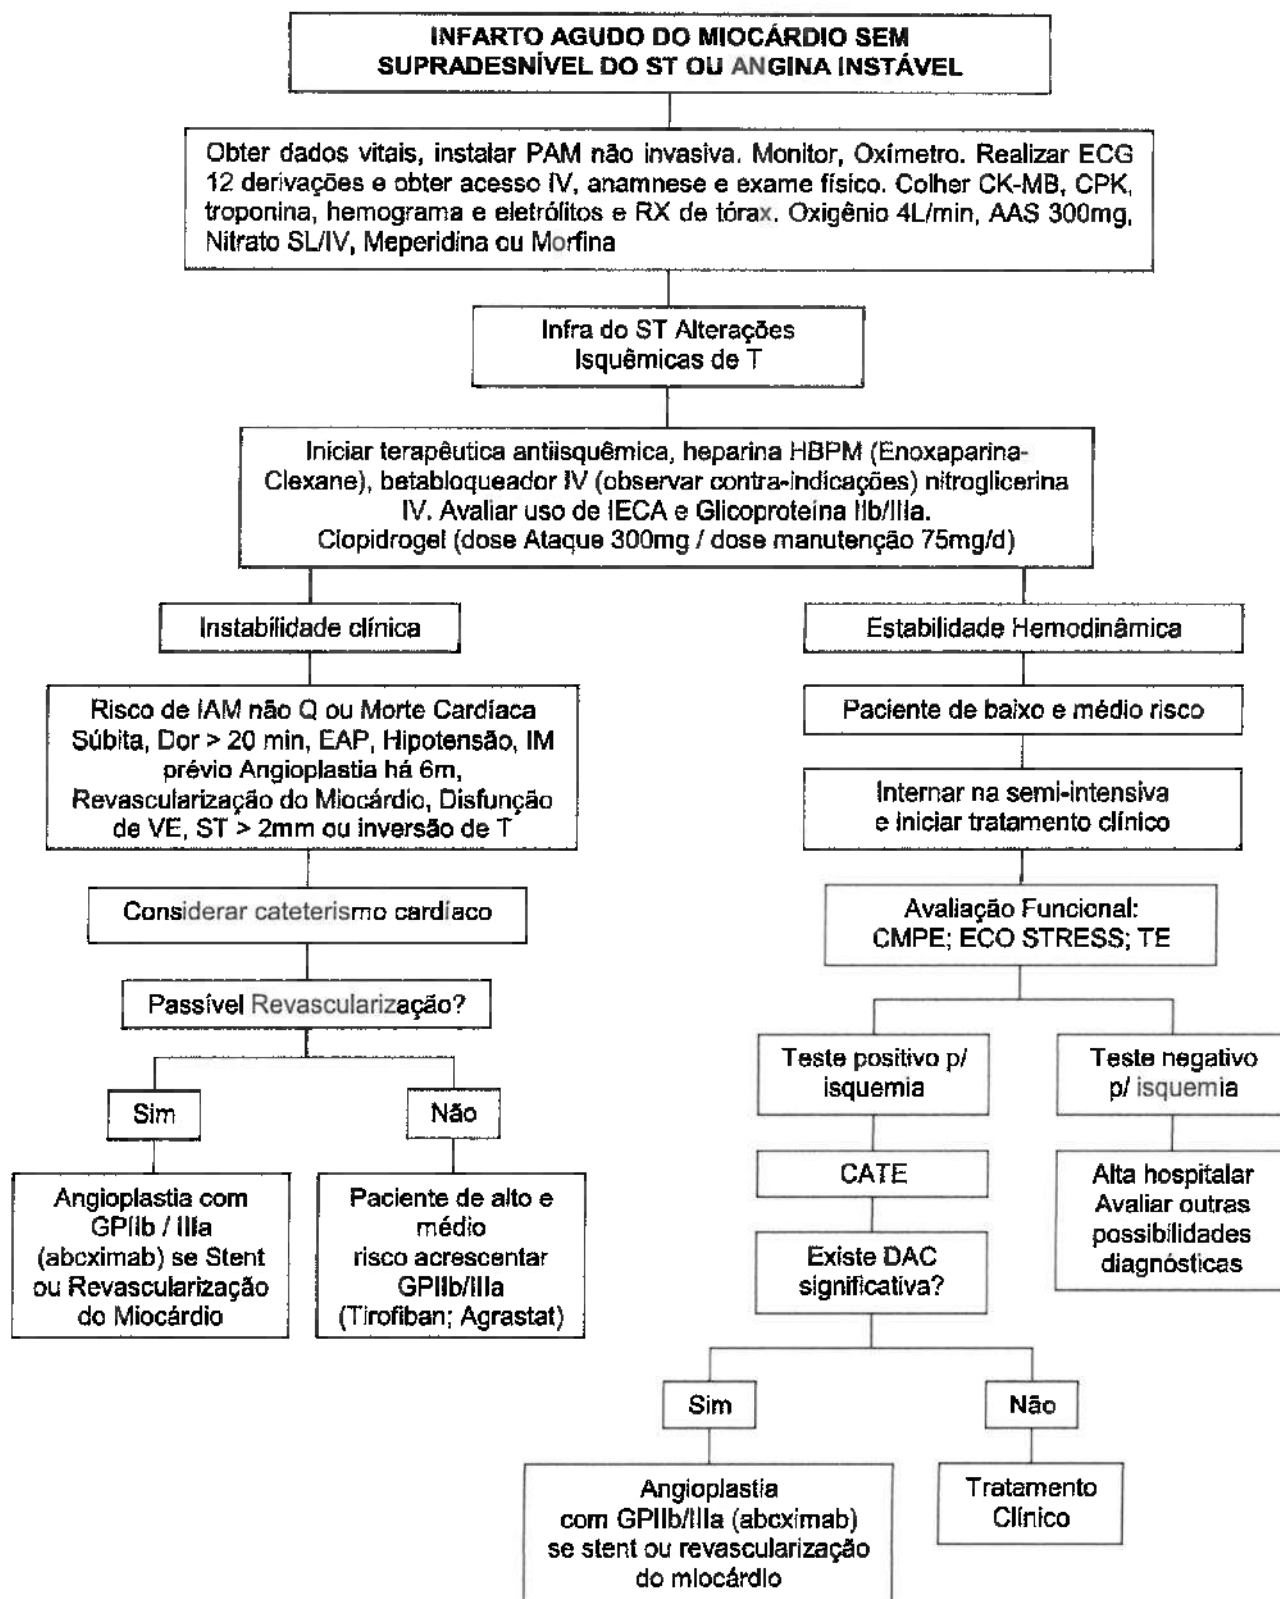 INFARTO AGUDO DO MIOCÁRDIO SEM
SUPRADESNÍVEL DO ST OU ANGINA INSTÁVEL
Obter dados vitais, instalar PAM não invasiva. Monitor, Oxímetro. Realizar ECG
12 derivações e obter acesso IV, anamnese e exame físico. Colher CK-MB, CPK,
troponina, hemograma e eletrólitos e RX de tórax. Oxigênio 4L/min, AAS 300mg,
Nitrato SL/IV, Meperidina ou Morfina
Infra do ST Alterações
Isquêmicas de T
Iniciar terapêutica antiisquêmica, heparina HBPM (Enoxaparina-
Clexane), betabloqueador IV (observar contra-indicações) nitroglicerina
IV. Avaliar uso de IECA e Glicoproteína IIb/IIIa.
Clopidrogel (dose Ataque 300mg / dose manutenção 75mg/d)
Instabilidade clínica
Risco de IAM não Q ou Morte Cardíaca
Súbita, Dor > 20 min, EAP, Hipotensão, IM
prévio Angioplastia há 6m,
Revascularização do Miocárdio, Disfunção
de VE, ST > 2mm ou inversão de T
Considerar cateterismo cardíaco
Passível Revascularização?
Sim
Angioplastia com
GPIIb / IIIa
(abcximab) se Stent
ou Revascularização
do Miocárdio
Não
Paciente de alto e
médio
risco acrescentar
GPIIb/IIIa
(Tirofiban; Agrastat)
Estabilidade Hemodinâmica
Paciente de baixo e médio risco
Internar na semi-intensiva
e Iniciar tratamento clínico
Avaliação Funcional:
CMPE; ECO STRESS; TE
Teste positivo p/
isquemia
CATE
Existe DAC
significativa?
Sim
Angioplastia
com GPIIb/IIIa (abcximab)
se stent ou revascularização
do miocárdio
Não
Tratamento
Clínico
Teste negativo
p/ isquemia
Alta hospitalar
Avaliar outras
possibilidades
diagnósticas